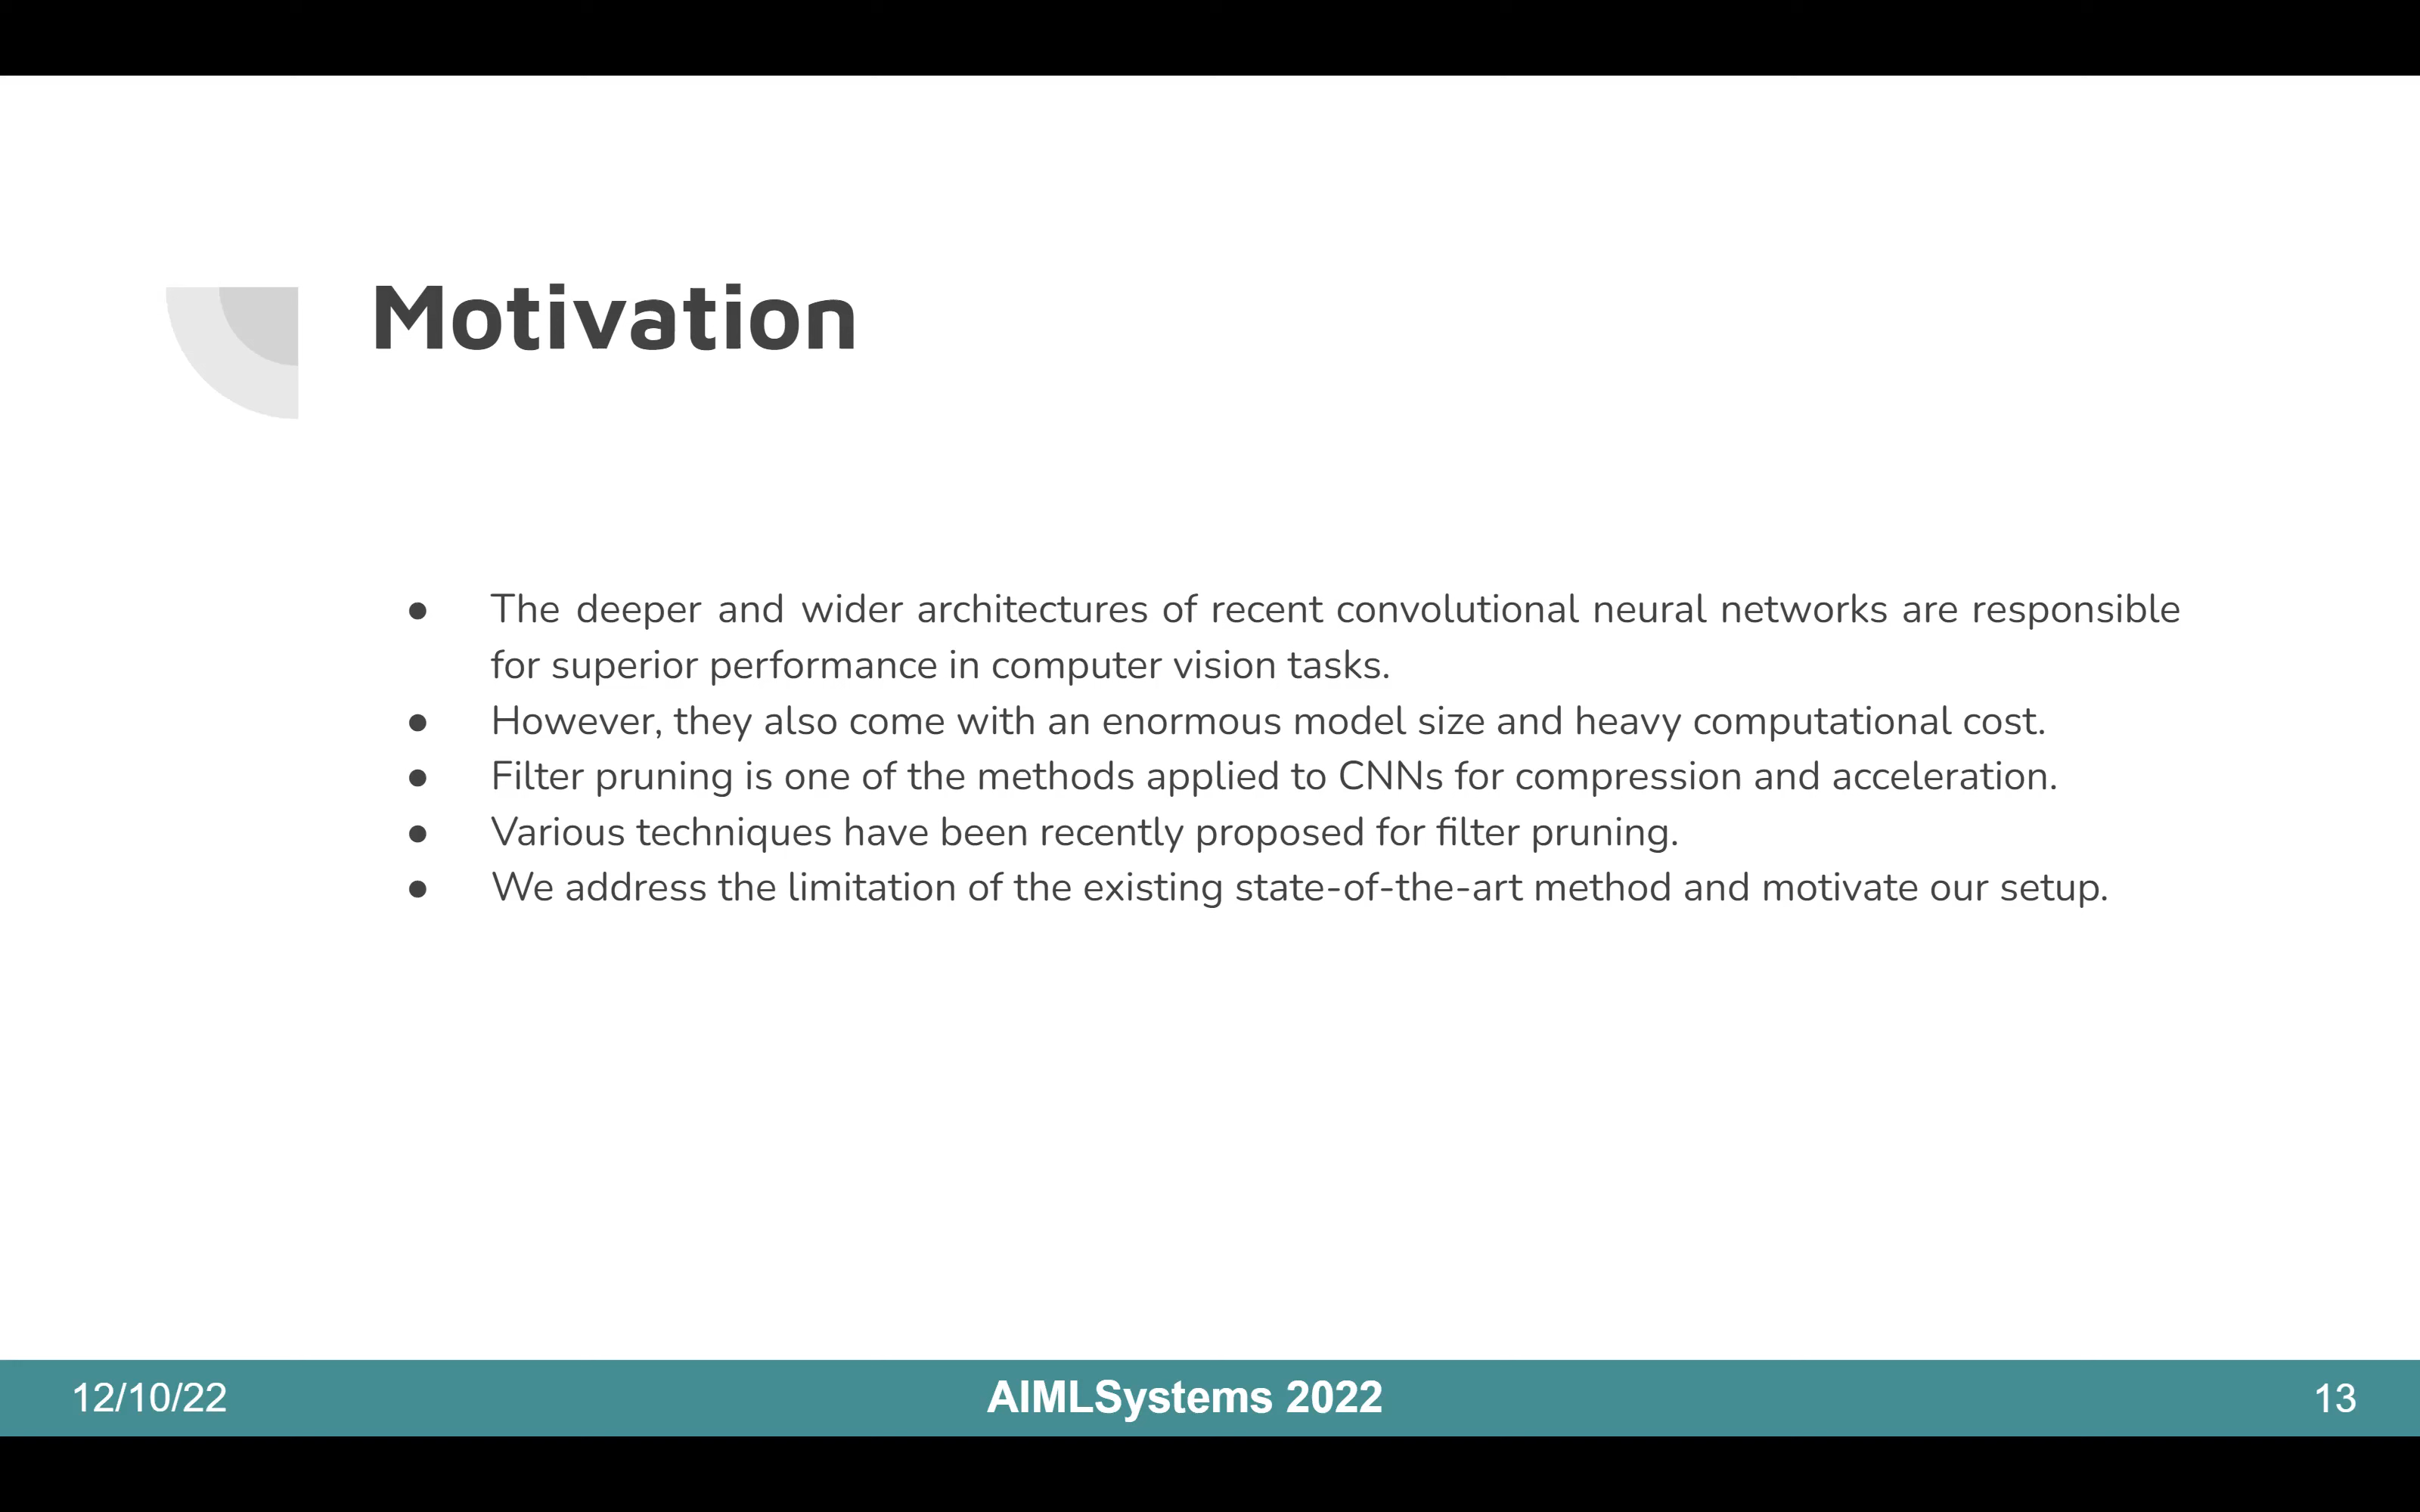 Motivation
● The deeper and wider architectures of recent convolutional neural networks are responsible
for superior performance in computer vision tasks.
● However, they also come with an enormous model size and heavy computational cost.
● Filter pruning is one of the methods applied to CNNs for compression and acceleration.
● Various techniques have been recently proposed for filter pruning.
● We address the limitation of the existing state-of-the-art method and motivate our setup.
12/10/22
AIMLSystems 2022
13